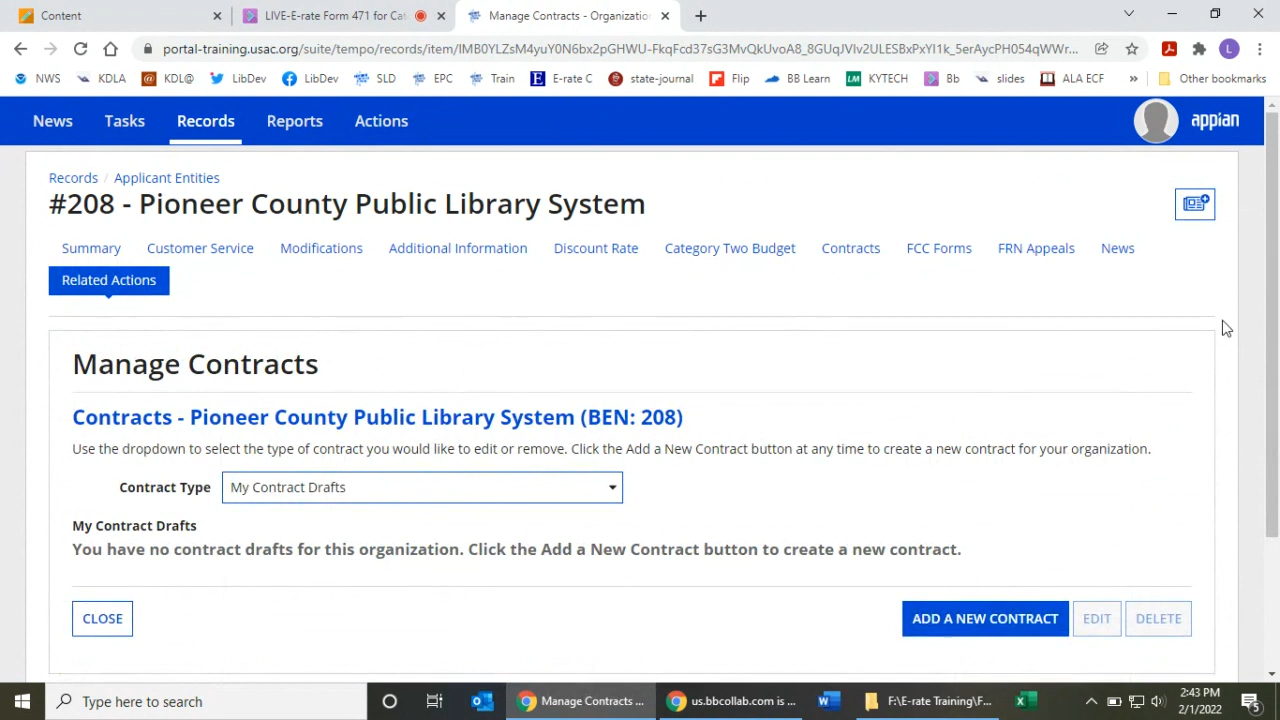 Content
LIVE-E-rate Form 471 for Cat
Manage Contracts - Organizatio
portal-training.usac.org/suite/tempo/records/item/
NWS
KDLA
KDL@
LibDev
LibDev
SLD
EPC
Train
E-rate C
state-journal
Flip
BB Learn
KYTECH
Bb
slides
ALA ECF
Other bookmarks
News
Tasks
Records
Reports
Actions
appian
Records / Applicant Entities
#208 - Pioneer County Public Library System
Summary
Customer Service
Modifications
Additional Information
Discount Rate
Category Two Budget
Contracts
FCC Forms
FRN Appeals
News
Related Actions
Manage Contracts
Contracts - Pioneer County Public Library System (BEN: 208)
Use the dropdown to select the type of contract you would like to edit or remove. Click the Add a New Contract button at any time to create a new contract for your organization.
Contract Type
My Contract Drafts
My Contract Drafts
You have no contract drafts for this organization. Click the Add a New Contract button to create a new contract.
CLOSE
ADD A NEW CONTRACT
EDIT
DELETE
Type here to search
Manage Contracts ...
us.bbcollab.com is ...
F:\E-rate Training\F...
2:43 PM
2/1/2022
5